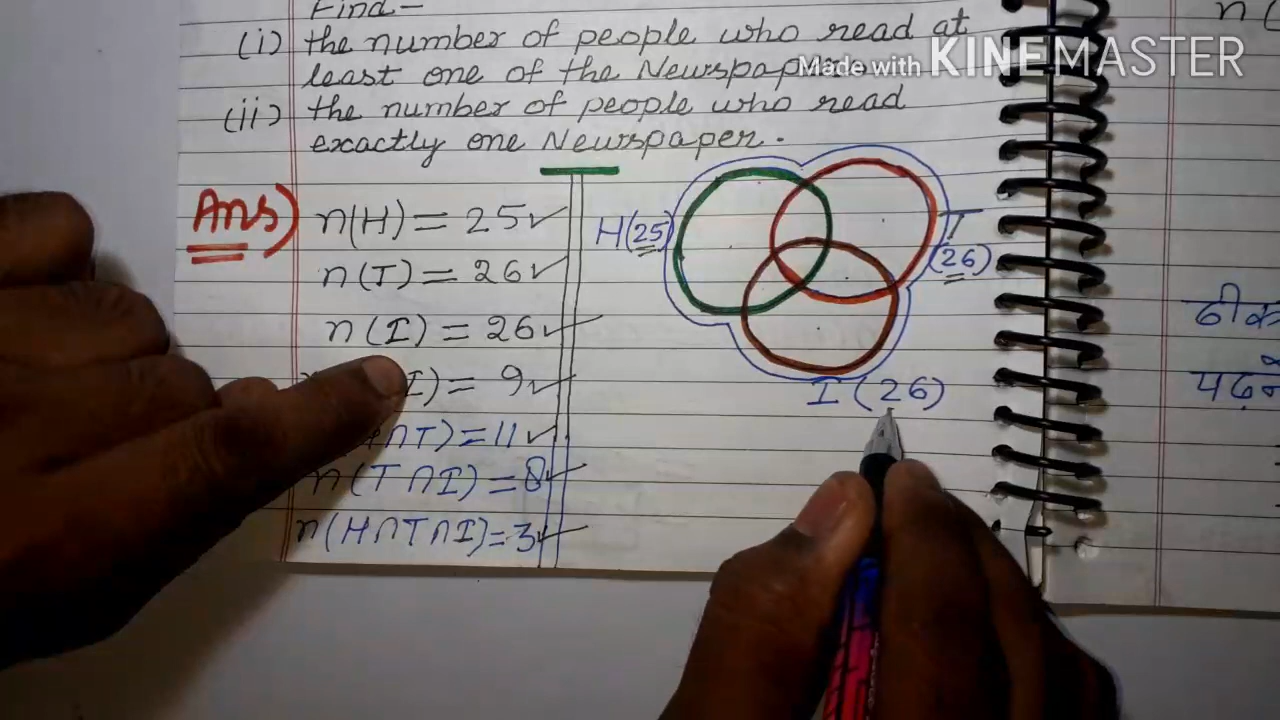 Find-
(i) the number of people who read at
least one of the Newspaper.
Made with KINEMASTER
(ii) the number of people who read
exactly one Newspaper.
Ans)
n(H) = 25✓
n(T) = 26✓
n(I) = 26✓
I) = 9✓
∩T) = 11✓
n(T∩I) = 8✓
n(H∩T∩I) = 3✓
H(25)
T
(26)
I(26)
n(